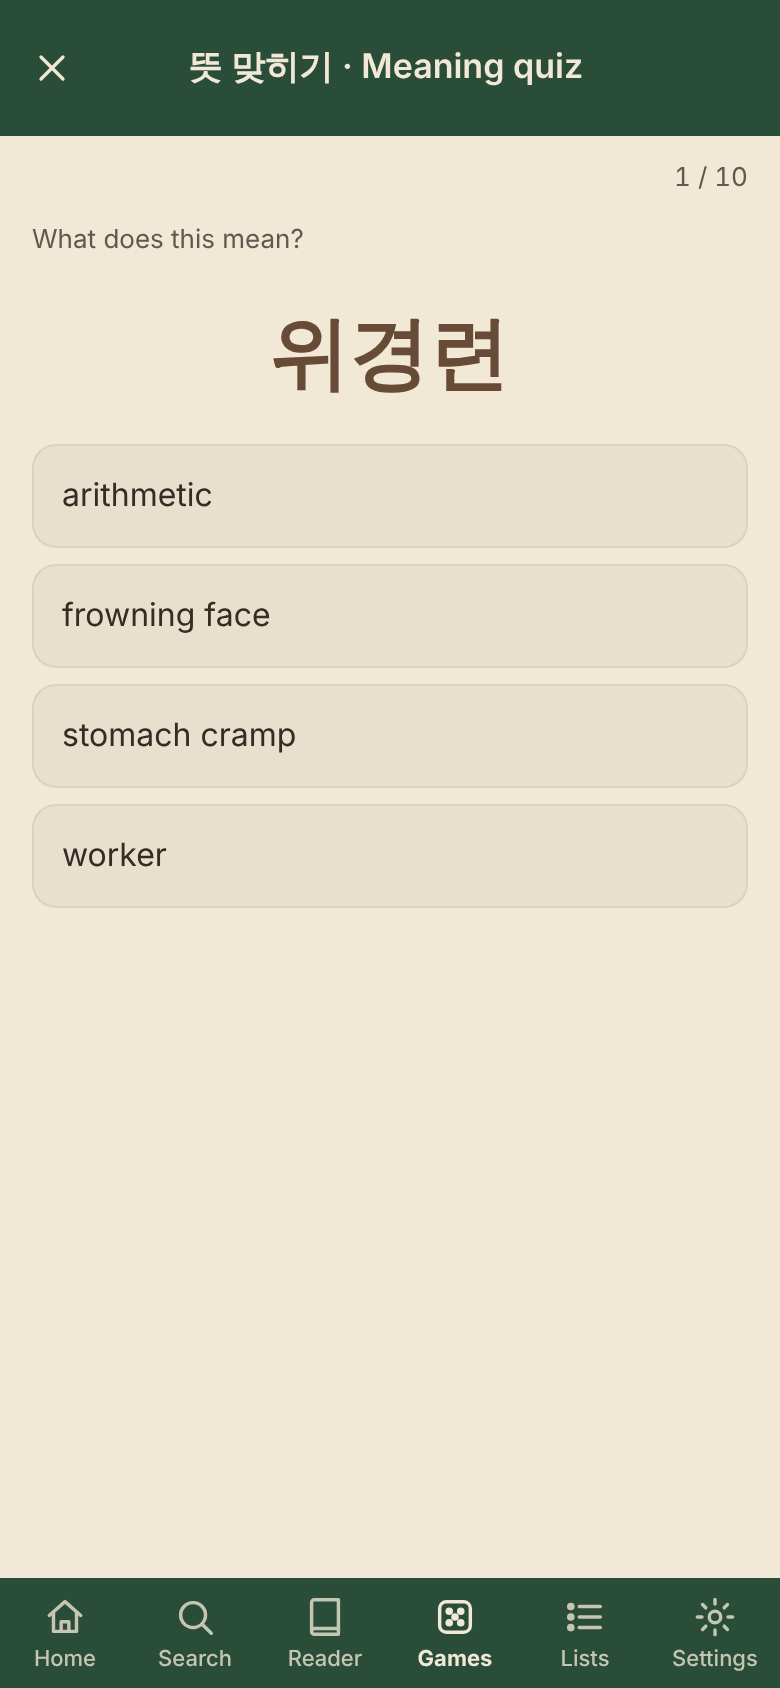 뜻 맞히기 · Meaning quiz
1 / 10
What does this mean?
위경련
arithmetic
frowning face
stomach cramp
worker
Home Search Reader Games Lists Settings